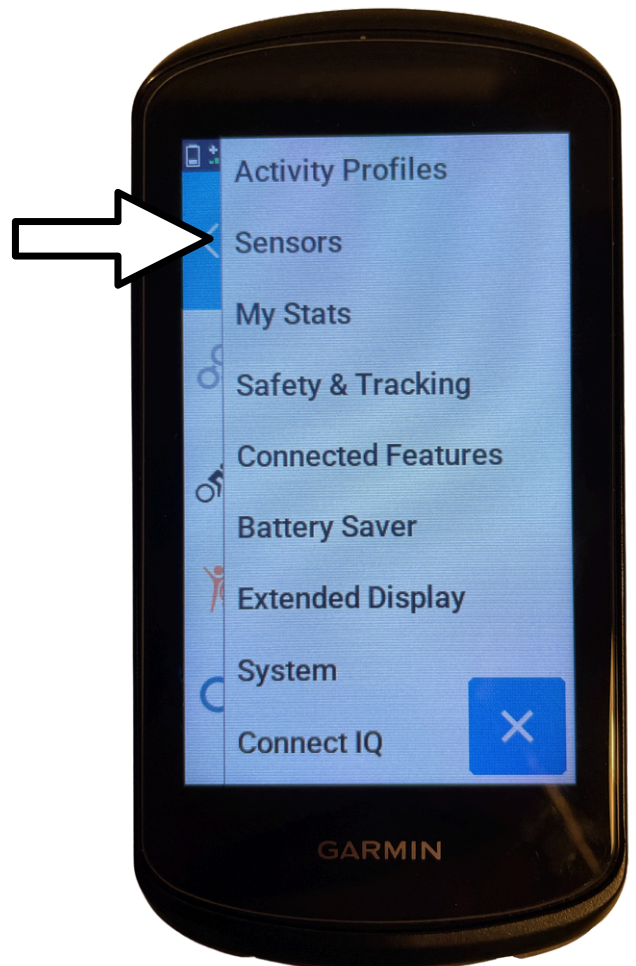 Activity Profiles
Sensors
My Stats
Safety & Tracking
Connected Features
Battery Saver
Extended Display
System
Connect IQ
GARMIN